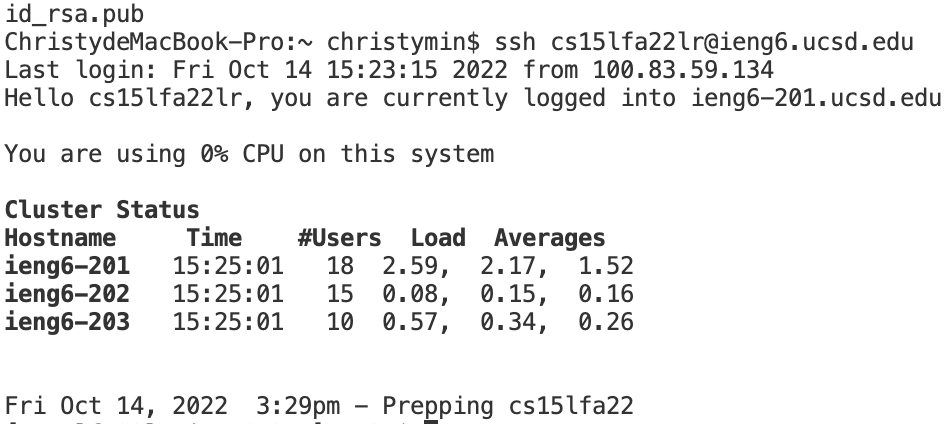 id_rsa.pub
ChristydeMacBook-Pro:~ christymin$ ssh cs15lfa22lr@ieng6.ucsd.edu
Last login: Fri Oct 14 15:23:15 2022 from 100.83.59.134
Hello cs15lfa22lr, you are currently logged into ieng6-201.ucsd.edu
You are using 0% CPU on this system
Cluster Status
Hostname     Time    #Users  Load  Averages
ieng6-201   15:25:01   18  2.59,  2.17,  1.52
ieng6-202   15:25:01   15  0.08,  0.15,  0.16
ieng6-203   15:25:01   10  0.57,  0.34,  0.26
Fri Oct 14, 2022  3:29pm - Prepping cs15lfa22